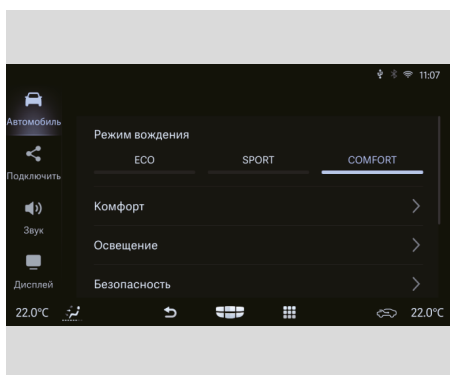 11:07
Автомобиль
Режим вождения
ECO SPORT COMFORT
Подключить
Комфорт
Звук
Освещение
Дисплей
Безопасность
22.0°C 22.0°C